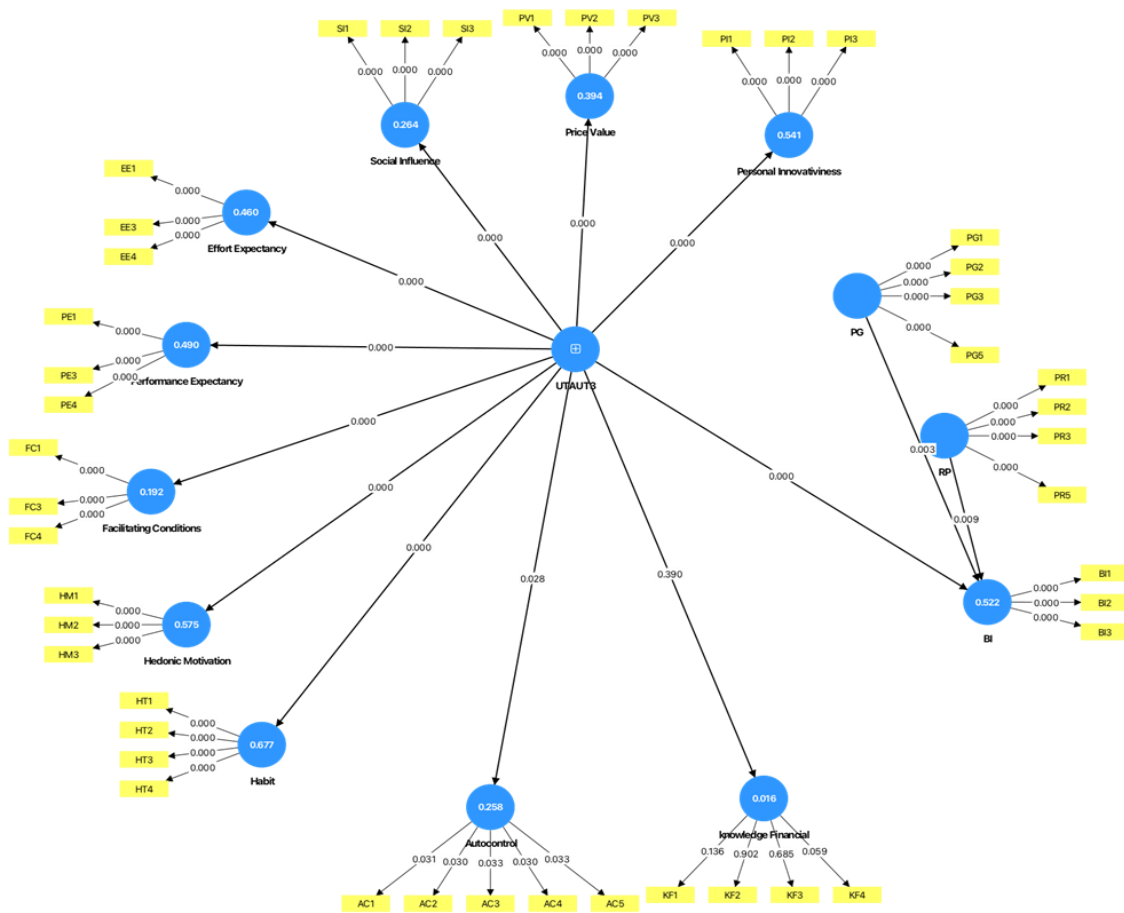 SI1
SI2
SI3
0.000
0.000
0.000
0.264
Social Influence
PV1
PV2
PV3
0.000
0.000
0.000
0.394
Price Value
PI1
PI2
PI3
0.000
0.000
0.000
0.541
Personal Innovativiness
EE1
EE3
EE4
0.000
0.000
0.000
0.460
Effort Expectancy
PE1
PE3
PE4
0.000
0.000
0.000
0.490
Performance Expectancy
FC1
FC3
FC4
0.000
0.000
0.000
0.192
Facilitating Conditions
HM1
HM2
HM3
0.000
0.000
0.000
0.575
Hedonic Motivation
HT1
HT2
HT3
HT4
0.000
0.000
0.000
0.000
0.677
Habit
0.258
Autocontrol
0.031
0.030
0.033
0.030
0.033
AC1
AC2
AC3
AC4
AC5
0.016
knowledge Financial
0.136
0.902
0.685
0.059
KF1
KF2
KF3
KF4
UTAUT3
0.000
0.000
0.000
0.000
0.000
0.000
0.000
0.000
0.028
0.390
0.000
PG
0.000
0.000
0.000
0.000
PG1
PG2
PG3
PG5
0.003
RP
0.000
0.000
0.000
0.000
PR1
PR2
PR3
PR5
0.009
0.522
BI
0.000
0.000
0.000
BI1
BI2
BI3